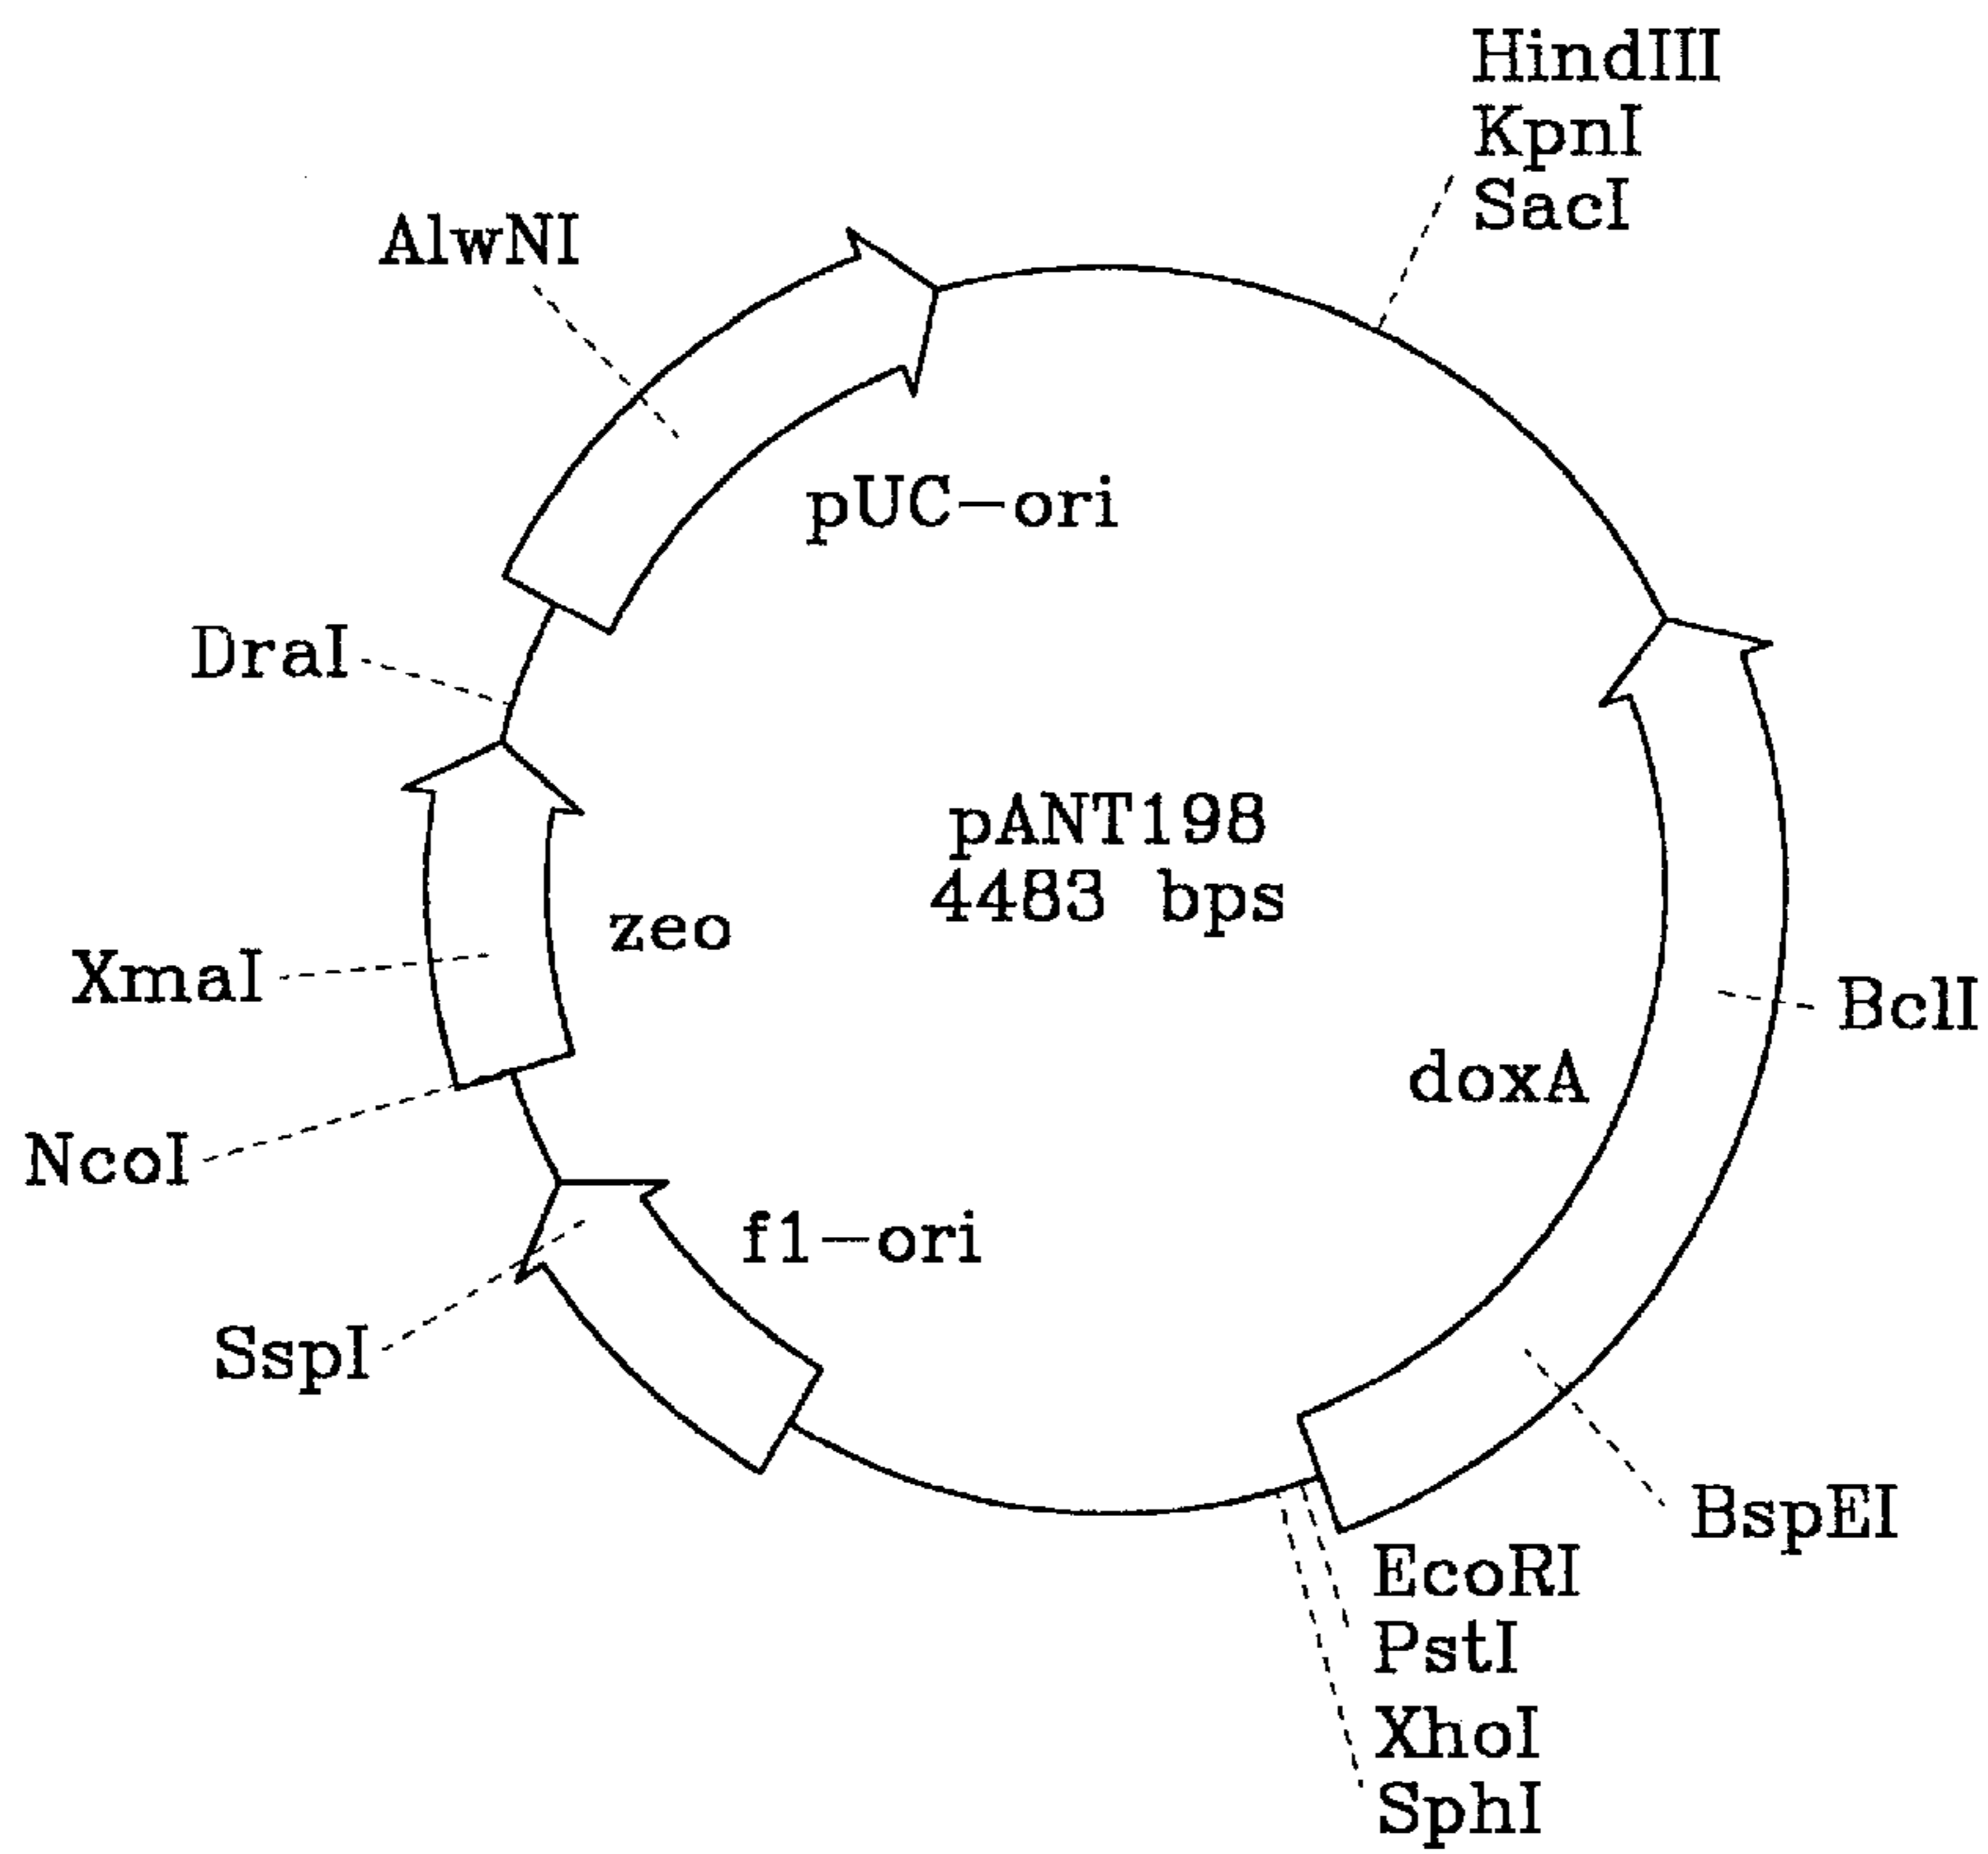 HindIII
KpnI
SacI
AlwNI
pUC-ori
DraI
pANT198
4483 bps
zeo
XmaI
BclI
doxA
NcoI
f1-ori
SspI
BspEI
EcoRI
PstI
XhoI
SphI